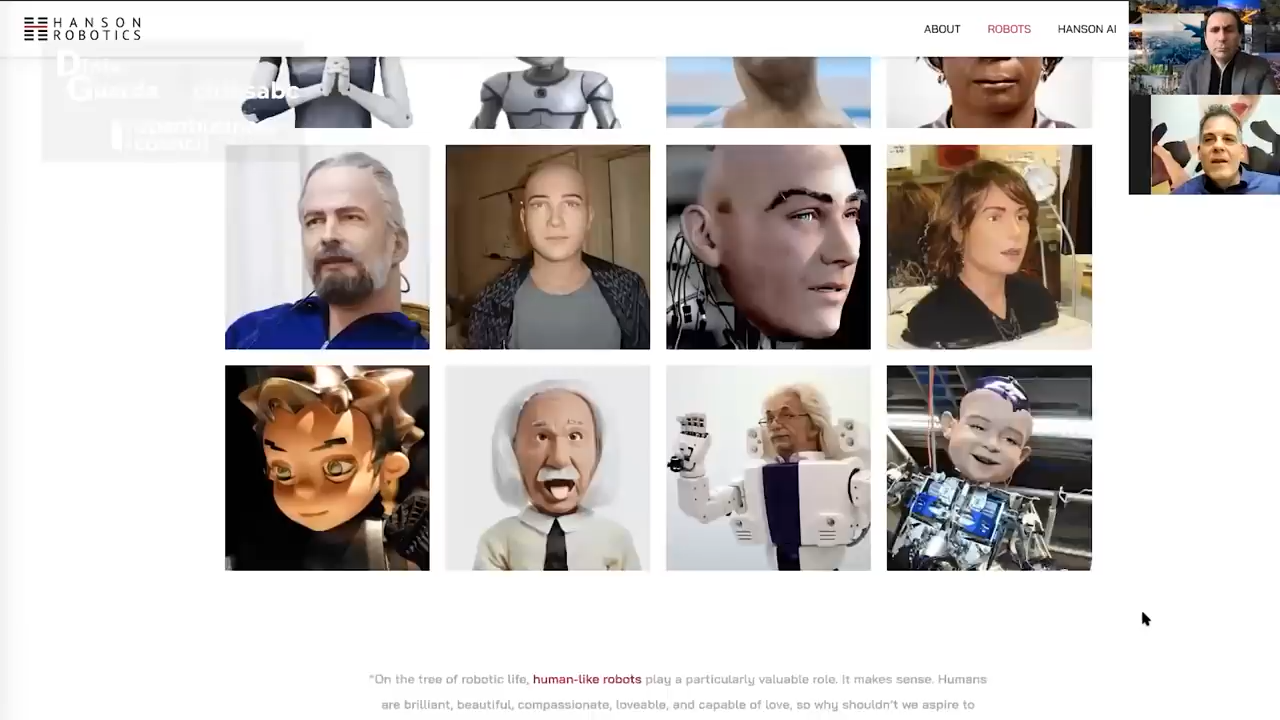 HANSON
ROBOTICS
ABOUT
ROBOTS
HANSON AI
"On the tree of robotic life, human-like robots play a particularly valuable role. It makes sense. Humans
are brilliant, beautiful, compassionate, loveable, and capable of love, so why shouldn't we aspire to